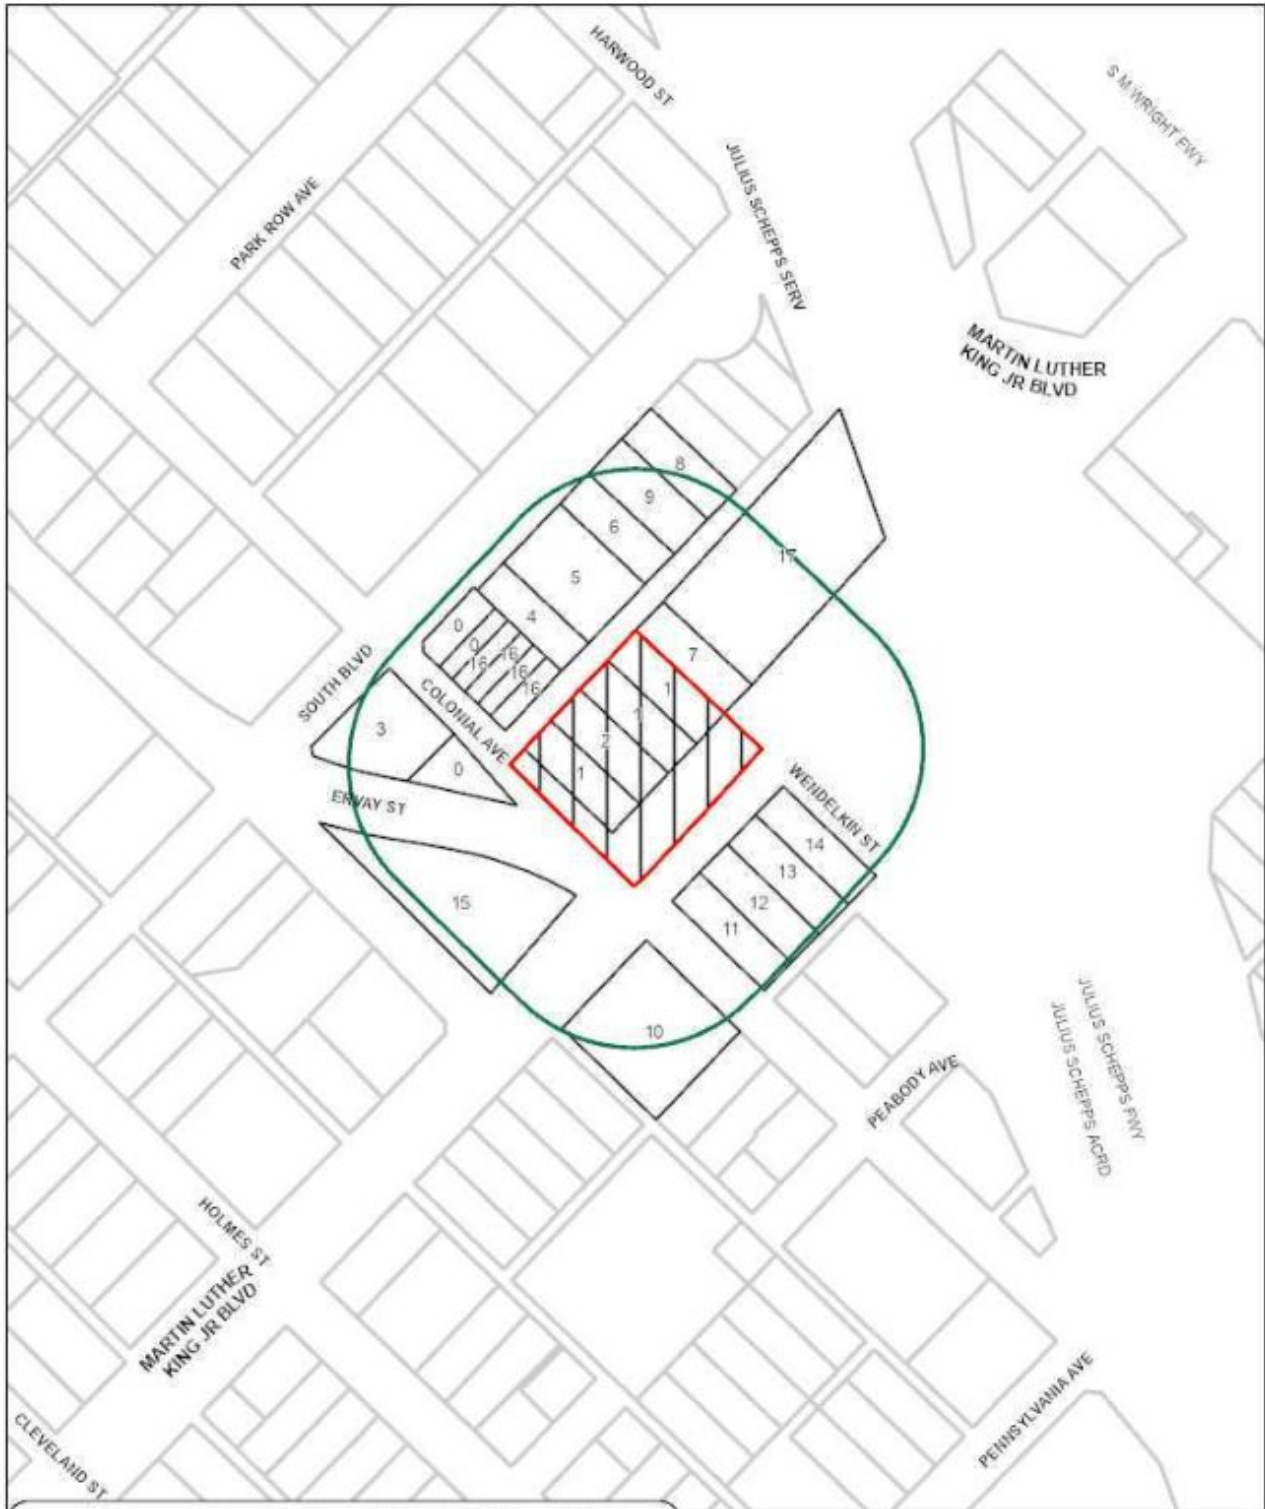 HARWOOD ST
S M WRIGHT FWY
JULIUS SCHEPPS SERV
PARK ROW AVE
MARTIN LUTHER
KING JR BLVD
8
9
6
17
5
4
0
0
16
16
16
16
7
SOUTH BLVD
COLONIAL AVE
1
1
2
1
3
0
ERVAY ST
WENDELKIN ST
14
13
12
11
15
10
JULIUS SCHEPPS FWY
JULIUS SCHEPPS ACRD
PEABODY AVE
HOLMES ST
MARTIN LUTHER
KING JR BLVD
PENNSYLVANIA AVE
CLEVELAND ST